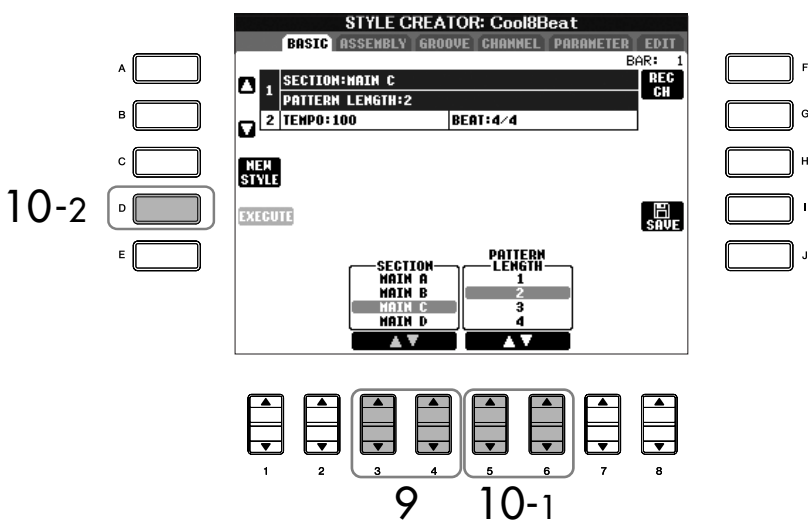 STYLE CREATOR: Cool8Beat
BASIC ASSEMBLY GROOVE CHANNEL PARAMETER EDIT
BAR: 1
1 SECTION:MAIN C
PATTERN LENGTH:2
REC CH
2 TEMPO:100 BEAT:4/4
NEW STYLE
EXECUTE
SAVE
SECTION
MAIN A
MAIN B
MAIN C
MAIN D
PATTERN LENGTH
1
2
3
4
A
B
C
D
E
F
G
H
I
J
10-2
1 2 3 4 5 6 7 8
9 10-1